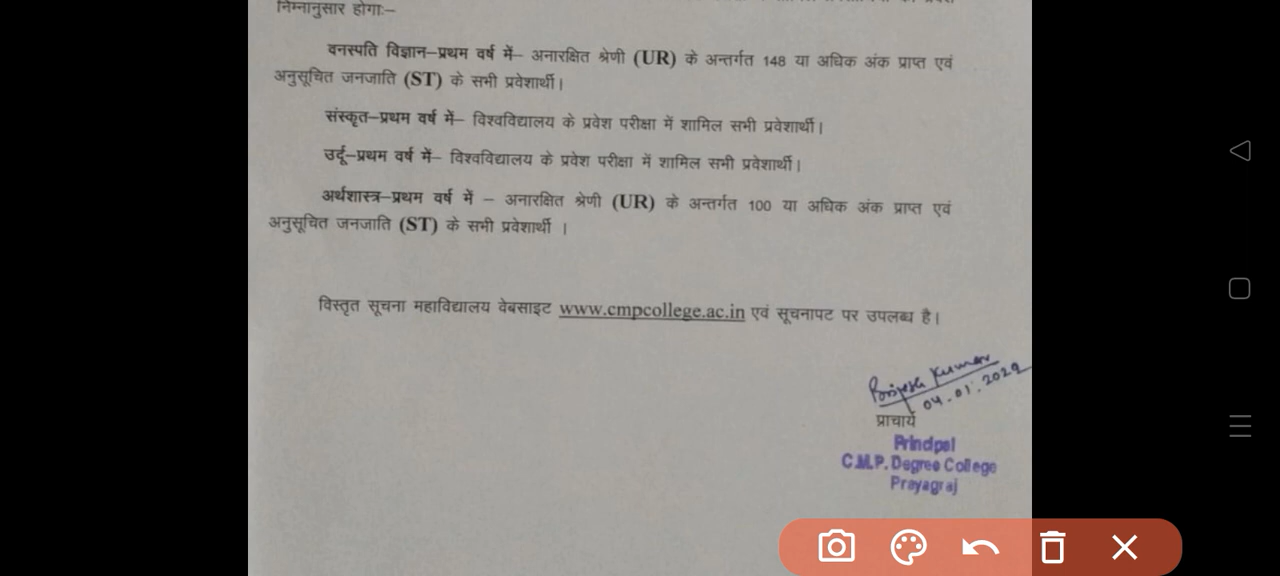 निम्नानुसार होगाः–
वनस्पति विज्ञान–प्रथम वर्ष में– अनारक्षित श्रेणी (UR) के अन्तर्गत 148 या अधिक अंक प्राप्त एवं
अनुसूचित जनजाति (ST) के सभी प्रवेशार्थी।
संस्कृत–प्रथम वर्ष में– विश्वविद्यालय के प्रवेश परीक्षा में शामिल सभी प्रवेशार्थी।
उर्दू–प्रथम वर्ष में– विश्वविद्यालय के प्रवेश परीक्षा में शामिल सभी प्रवेशार्थी।
अर्थशास्त्र–प्रथम वर्ष में – अनारक्षित श्रेणी (UR) के अन्तर्गत 100 या अधिक अंक प्राप्त एवं
अनुसूचित जनजाति (ST) के सभी प्रवेशार्थी ।
विस्तृत सूचना महाविद्यालय वेबसाइट www.cmpcollege.ac.in एवं सूचनापट पर उपलब्ध है।
Brijesh Kumar
04.01.2022
प्राचार्य
Principal
C.M.P. Degree College
Prayagraj